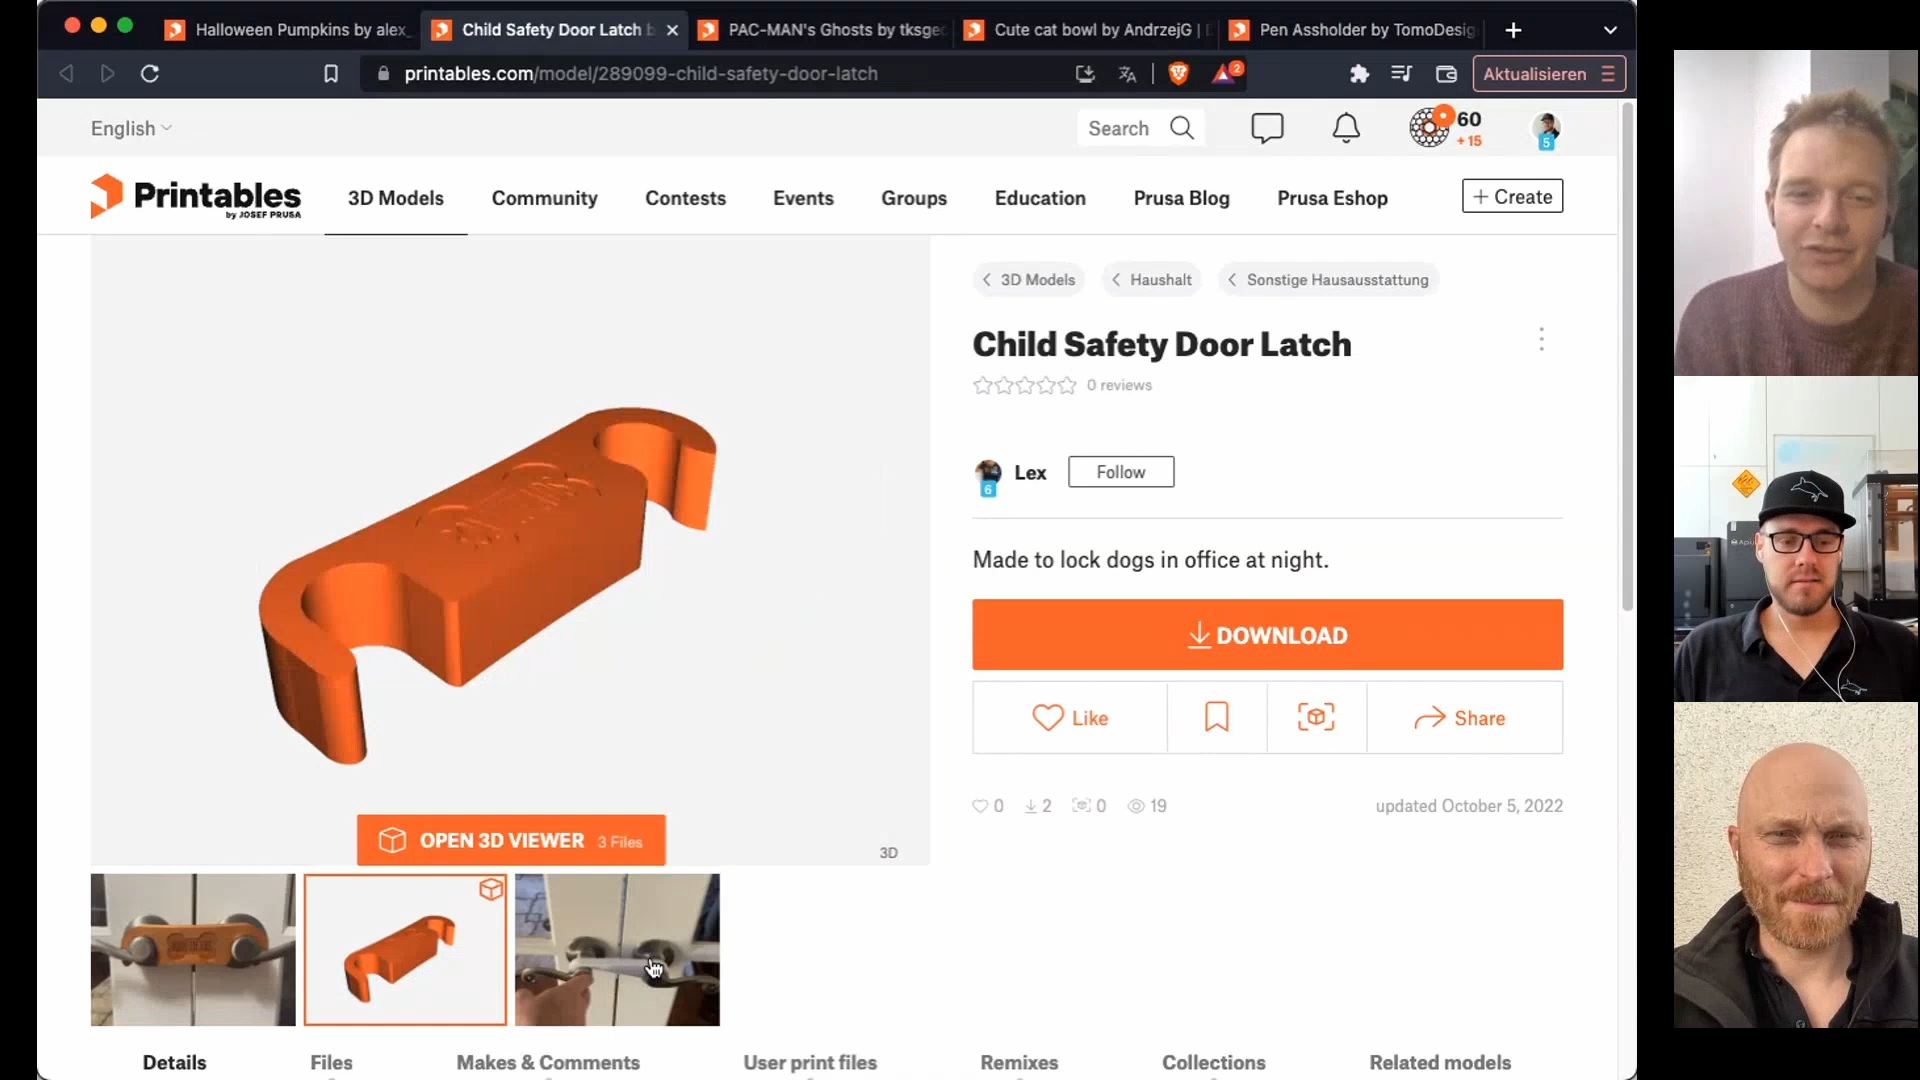 Halloween Pumpkins by alex_
Child Safety Door Latch b
PAC-MAN's Ghosts by tksge
Cute cat bowl by AndrzejG |
Pen Assholder by TomoDesig
printables.com/model/289099-child-safety-door-latch
2
Aktualisieren
English
Search
60
+15
5
Printables
by JOSEF PRUSA
3D Models
Community
Contests
Events
Groups
Education
Prusa Blog
Prusa Eshop
+ Create
3D Models
Haushalt
Sonstige Hausausstattung
Child Safety Door Latch
0 reviews
6
Lex
Follow
Made to lock dogs in office at night.
DOWNLOAD
Like
Share
0
2
0
19
updated October 5, 2022
OPEN 3D VIEWER 3 Files
3D
Details
Files
Makes & Comments
User print files
Remixes
Collections
Related models